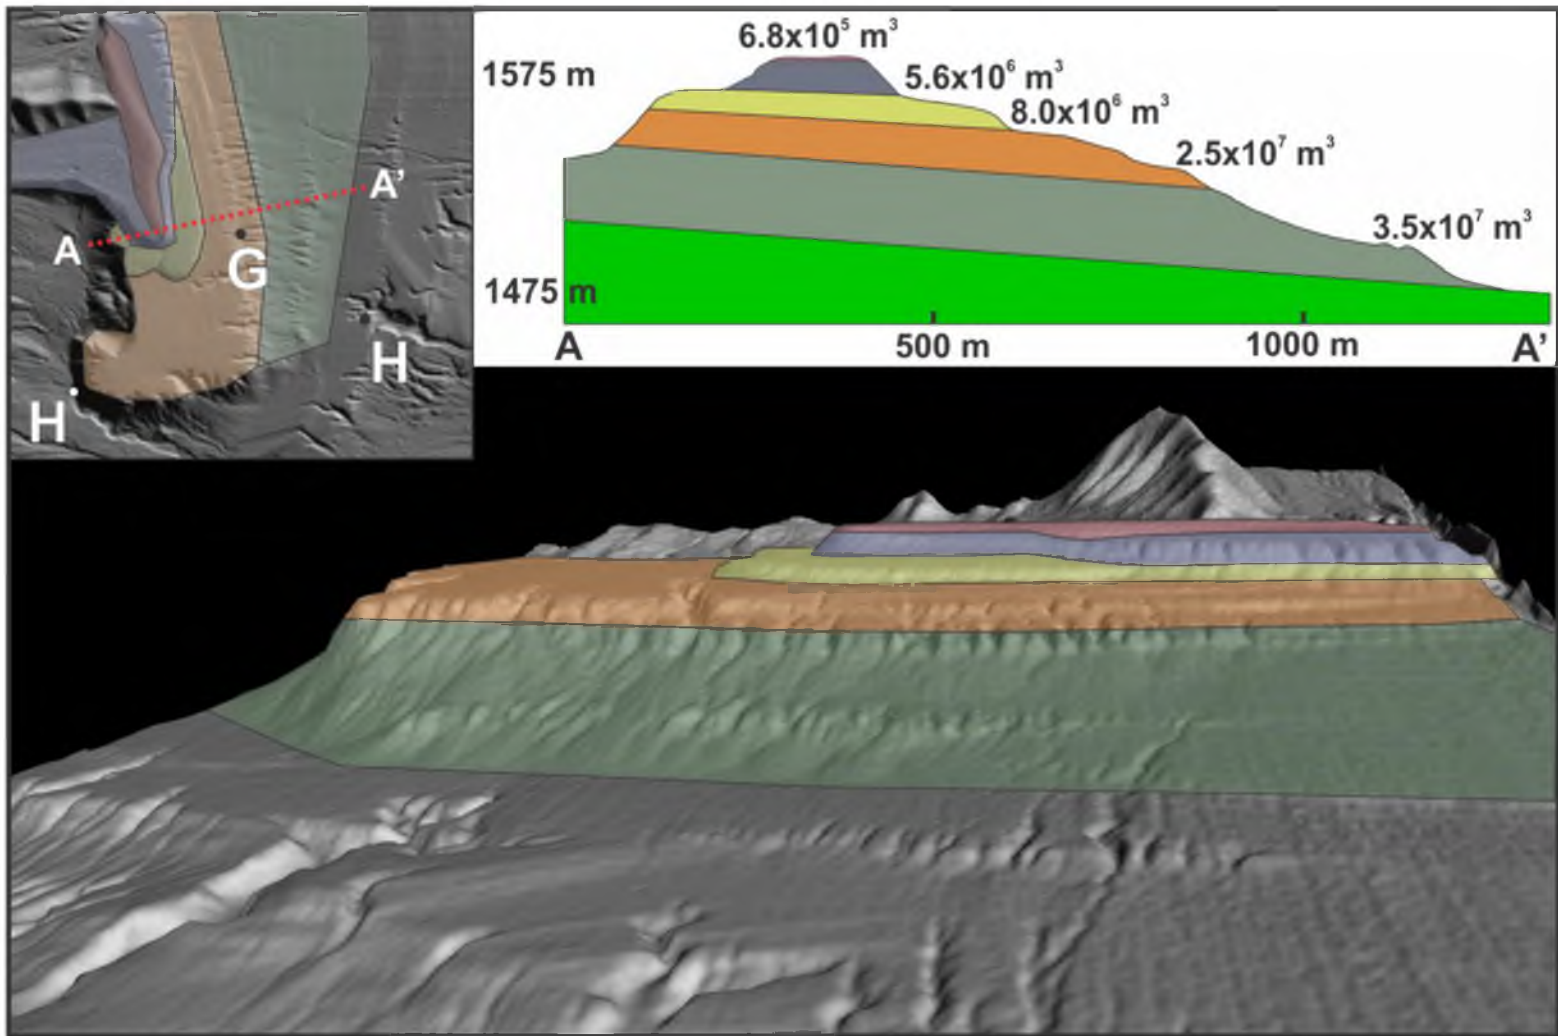 A
A'
G
H
H
6.8x10⁵ m³
1575 m
5.6x10⁶ m³
8.0x10⁶ m³
2.5x10⁷ m³
3.5x10⁷ m³
1475 m
A
500 m
1000 m
A'